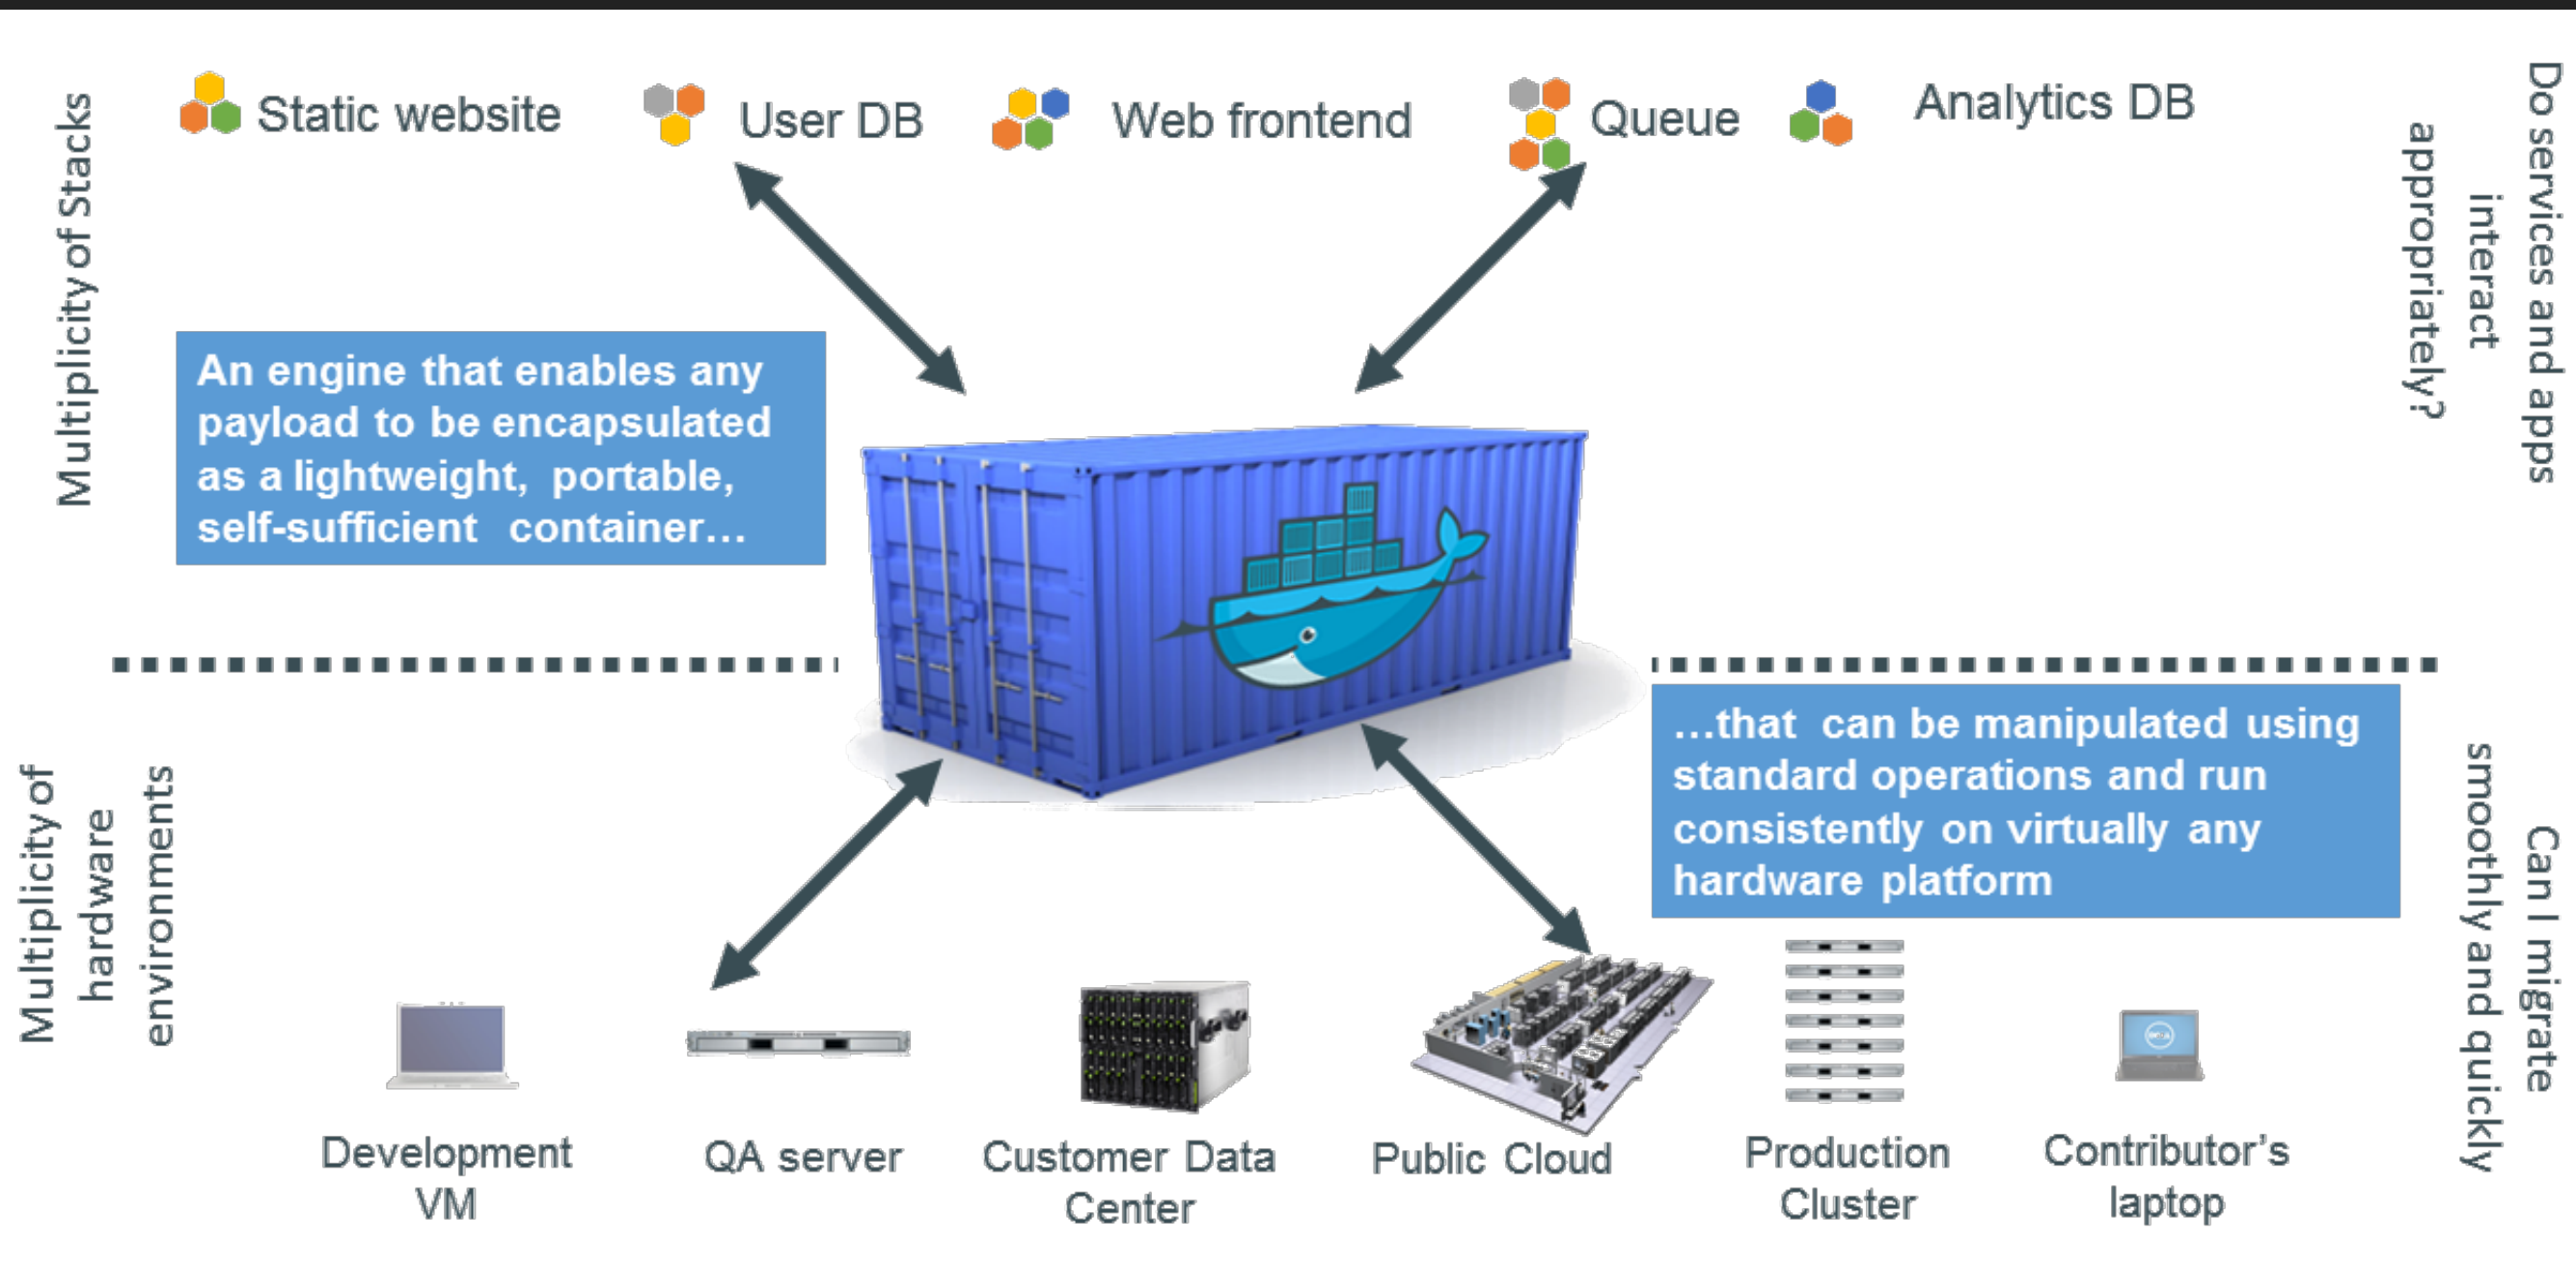 Static website
User DB
Web frontend
Queue
Analytics DB
Multiplicity of Stacks
Do services and apps
interact
appropriately?
An engine that enables any
payload to be encapsulated
as a lightweight, portable,
self-sufficient container...
...that can be manipulated using
standard operations and run
consistently on virtually any
hardware platform
Multiplicity of
hardware
environments
Can I migrate
smoothly and quickly
Development
VM
QA server
Customer Data
Center
Public Cloud
Production
Cluster
Contributor’s
laptop